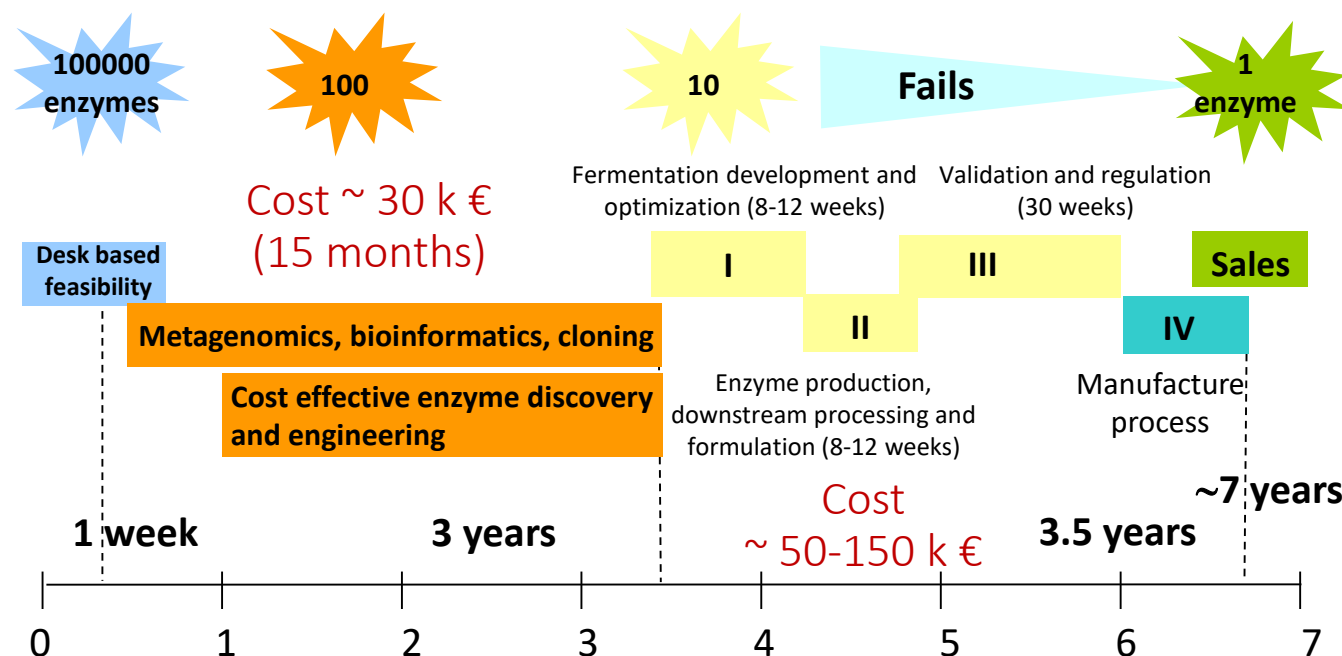 100000
enzymes
100
10
Fails
1
enzyme
Cost ~ 30 k €
(15 months)
Fermentation development and
optimization (8-12 weeks)
Validation and regulation
(30 weeks)
Desk based
feasibility
I
III
Sales
Metagenomics, bioinformatics, cloning
II
IV
Cost effective enzyme discovery
and engineering
Enzyme production,
downstream processing and
formulation (8-12 weeks)
Manufacture
process
~7 years
1 week
3 years
Cost
~ 50-150 k €
3.5 years
0 1 2 3 4 5 6 7